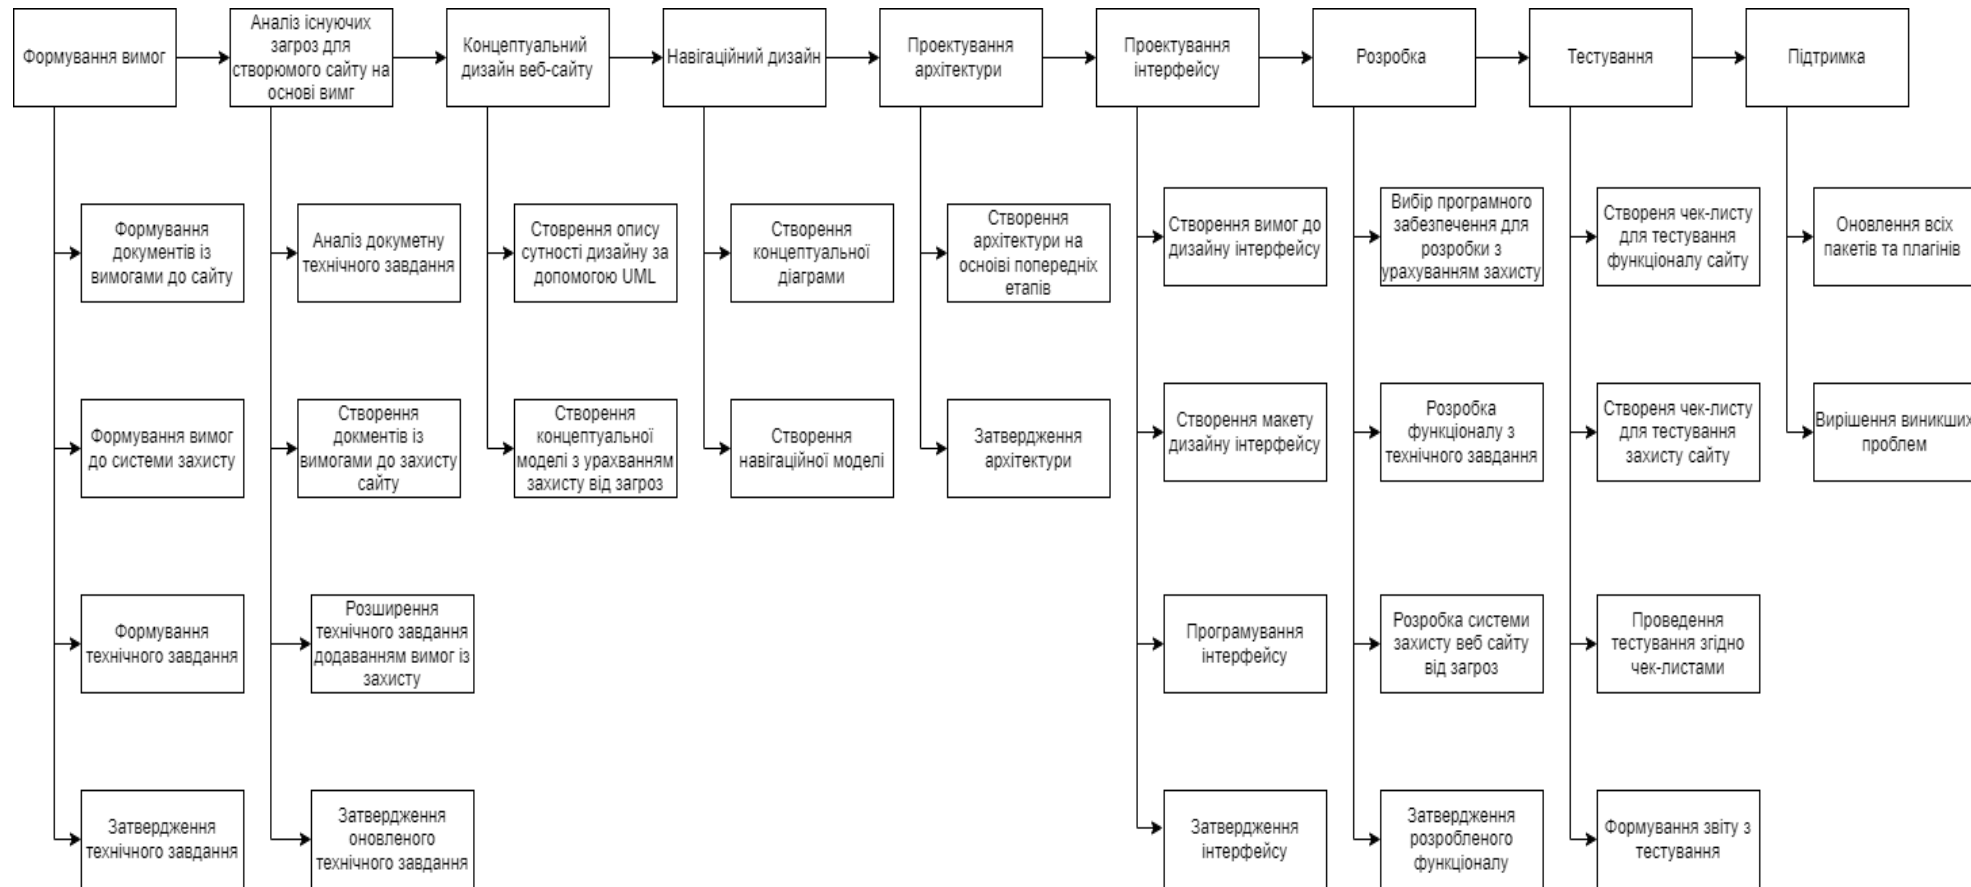 Формування вимог
Аналіз існуючих
загроз для
створюмого сайту на
основі вимг
Концептуальний
дизайн веб-сайту
Навігаційний дизайн
Проектування
архітектури
Проектування
інтерфейсу
Розробка
Тестування
Підтримка
Формування
документів із
вимогами до сайту
Аналіз докуметну
технічного завдання
Стоврення опису
сутності дизайну за
допомогою UML
Створення
концептуальної
діаграми
Створення
архітектури на
основі попередніх
етапів
Створення вимог до
дизайну інтерфейсу
Вибір програмного
забезпечення для
розробки з
урахуванням захисту
Створеня чек-листу
для тестування
функціоналу сайту
Оновлення всіх
пакетів та плагінів
Формування вимог
до системи захисту
Створення
докментів із
вимогами до захисту
сайту
Створення
концептуальної
моделі з урахванням
захисту від загроз
Створення
навігаційної моделі
Затвердження
архітектури
Створення макету
дизайну інтерфейсу
Розробка
функціоналу з
технічного завдання
Створеня чек-листу
для тестування
захисту сайту
Вирішення виникших
проблем
Формування
технічного завдання
Розширення
технічного завдання
додаванням вимог із
захисту
Програмування
інтерфейсу
Розробка системи
захисту веб сайту
від загроз
Проведення
тестування згідно
чек-листами
Затвердження
технічного завдання
Затвердження
оновленого
технічного завдання
Затвердження
інтерфейсу
Затвердження
розробленого
функціоналу
Формування звіту з
тестування